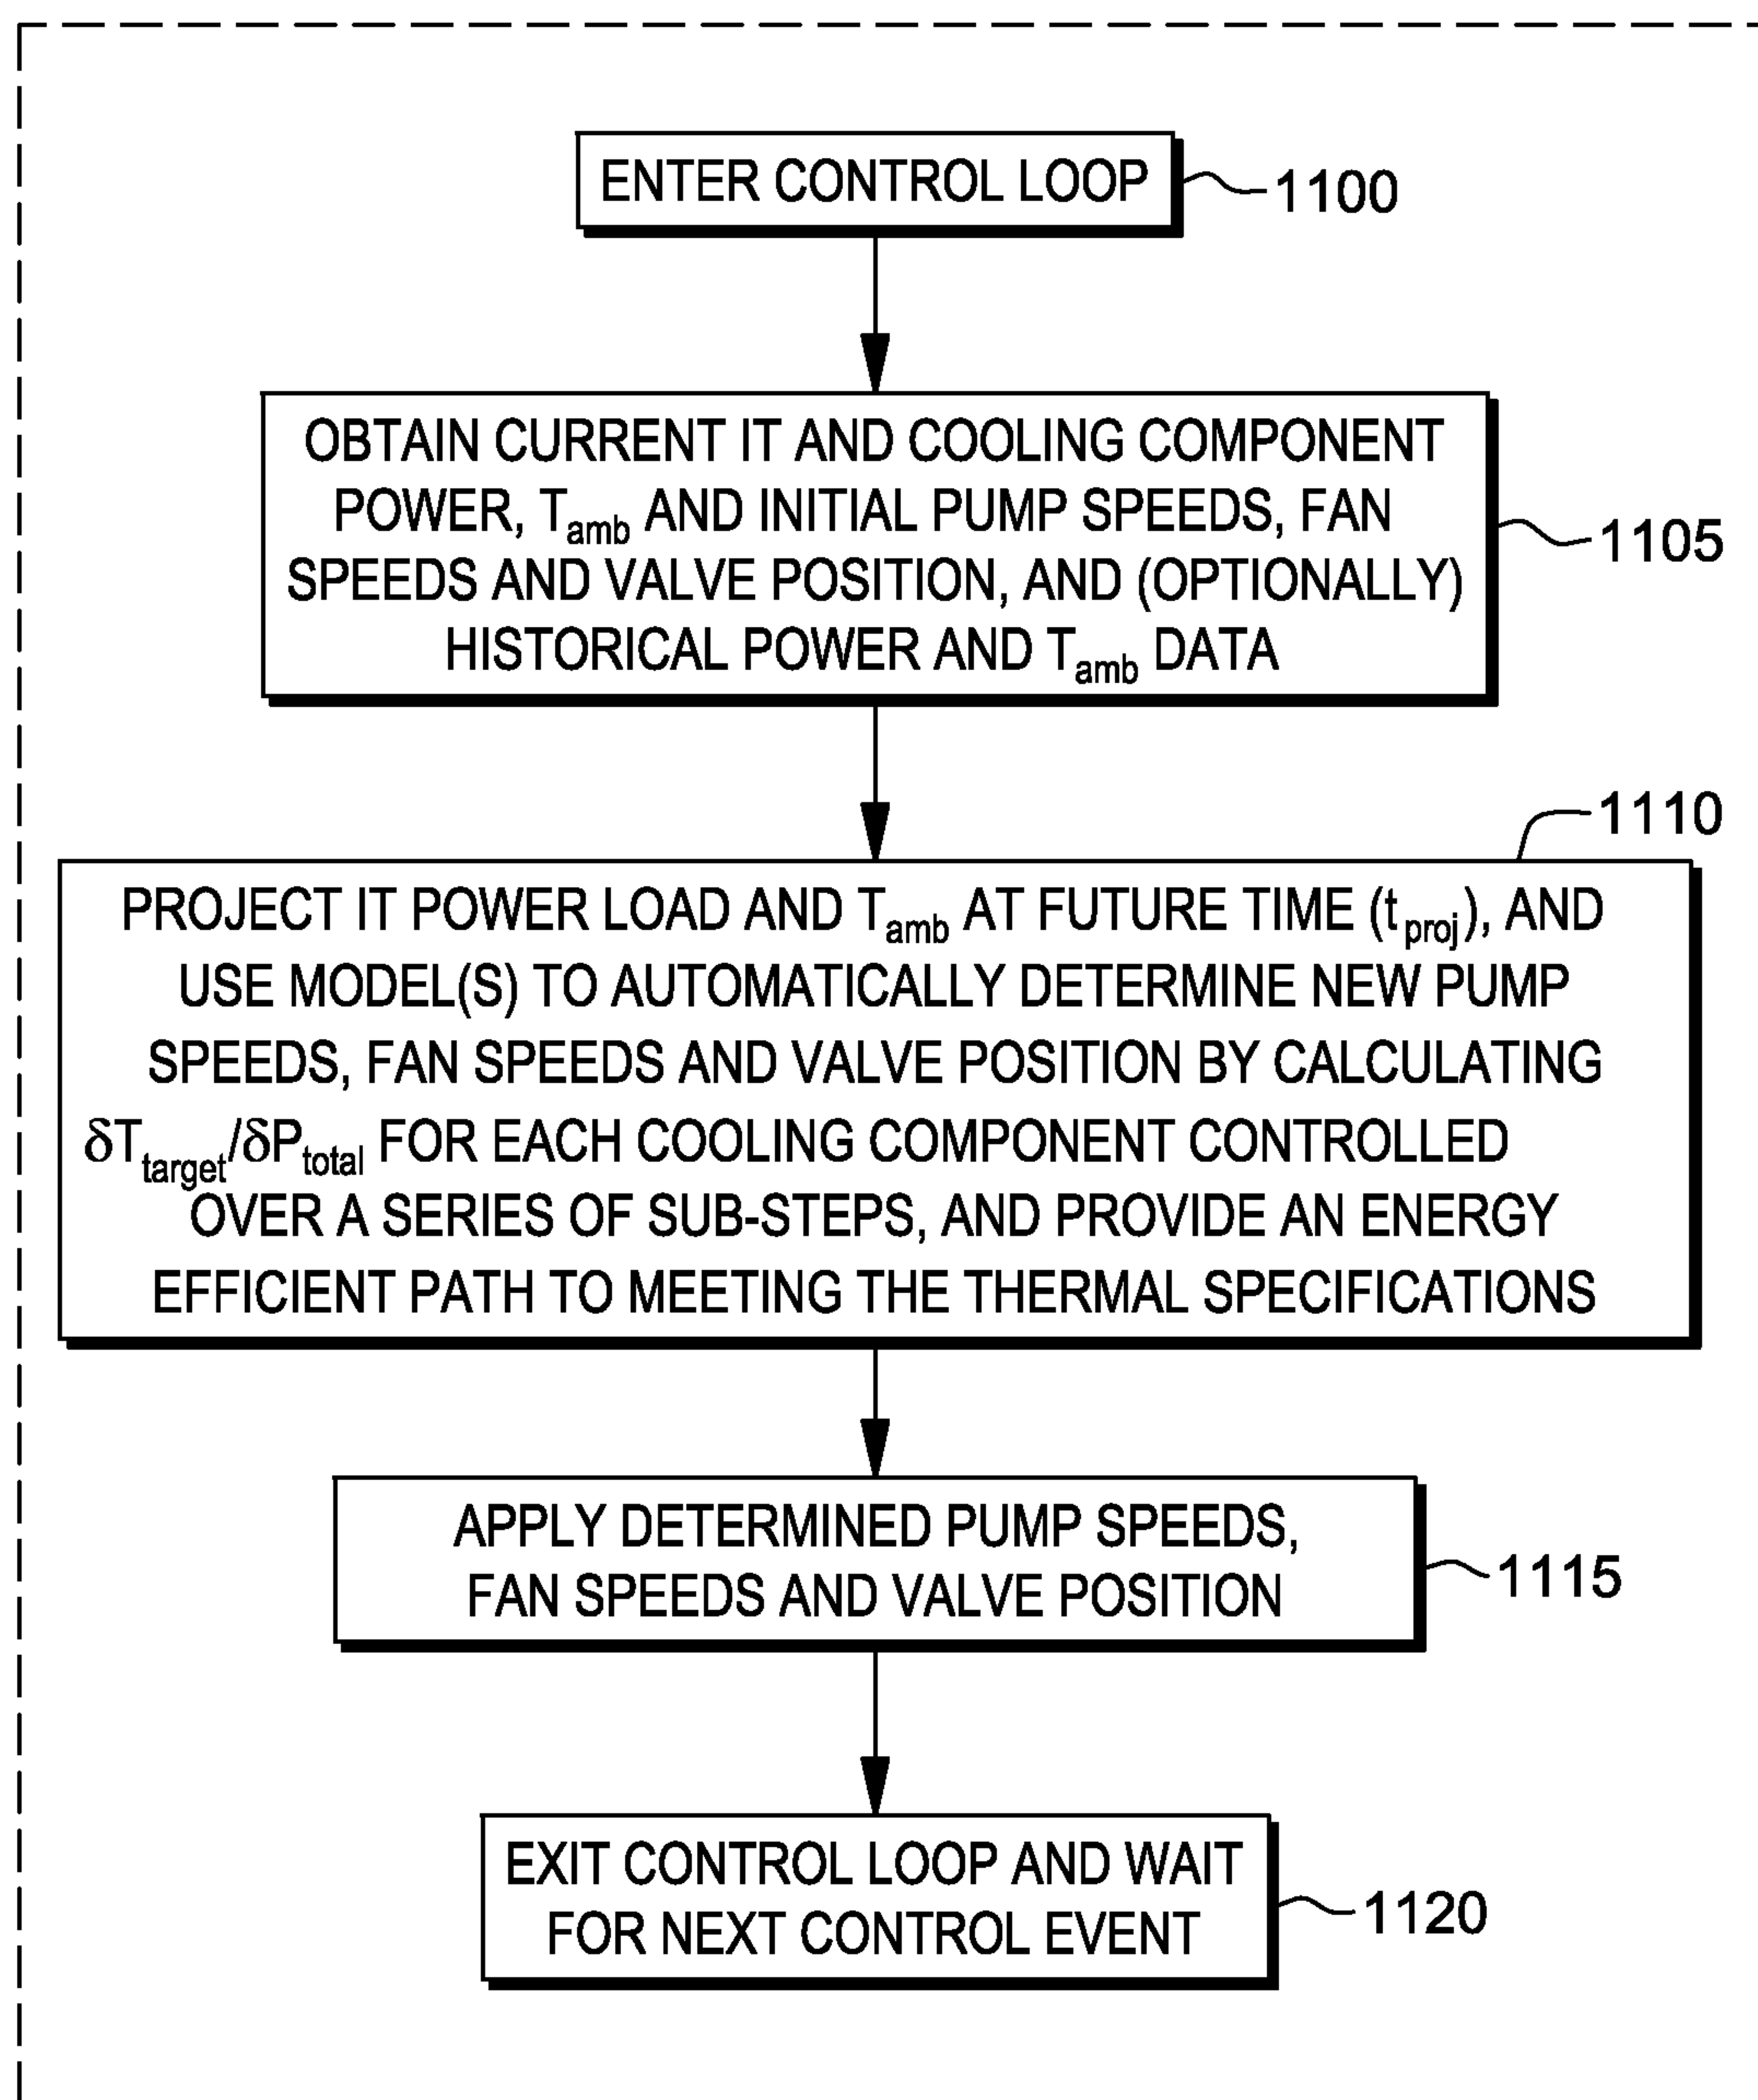 ENTER CONTROL LOOP
1100
OBTAIN CURRENT IT AND COOLING COMPONENT
POWER, Tamb AND INITIAL PUMP SPEEDS, FAN
SPEEDS AND VALVE POSITION, AND (OPTIONALLY)
HISTORICAL POWER AND Tamb DATA
1105
1110
PROJECT IT POWER LOAD AND Tamb AT FUTURE TIME (tproj), AND
USE MODEL(S) TO AUTOMATICALLY DETERMINE NEW PUMP
SPEEDS, FAN SPEEDS AND VALVE POSITION BY CALCULATING
δTtarget/δPtotal FOR EACH COOLING COMPONENT CONTROLLED
OVER A SERIES OF SUB-STEPS, AND PROVIDE AN ENERGY
EFFICIENT PATH TO MEETING THE THERMAL SPECIFICATIONS
APPLY DETERMINED PUMP SPEEDS,
FAN SPEEDS AND VALVE POSITION
1115
EXIT CONTROL LOOP AND WAIT
FOR NEXT CONTROL EVENT
1120